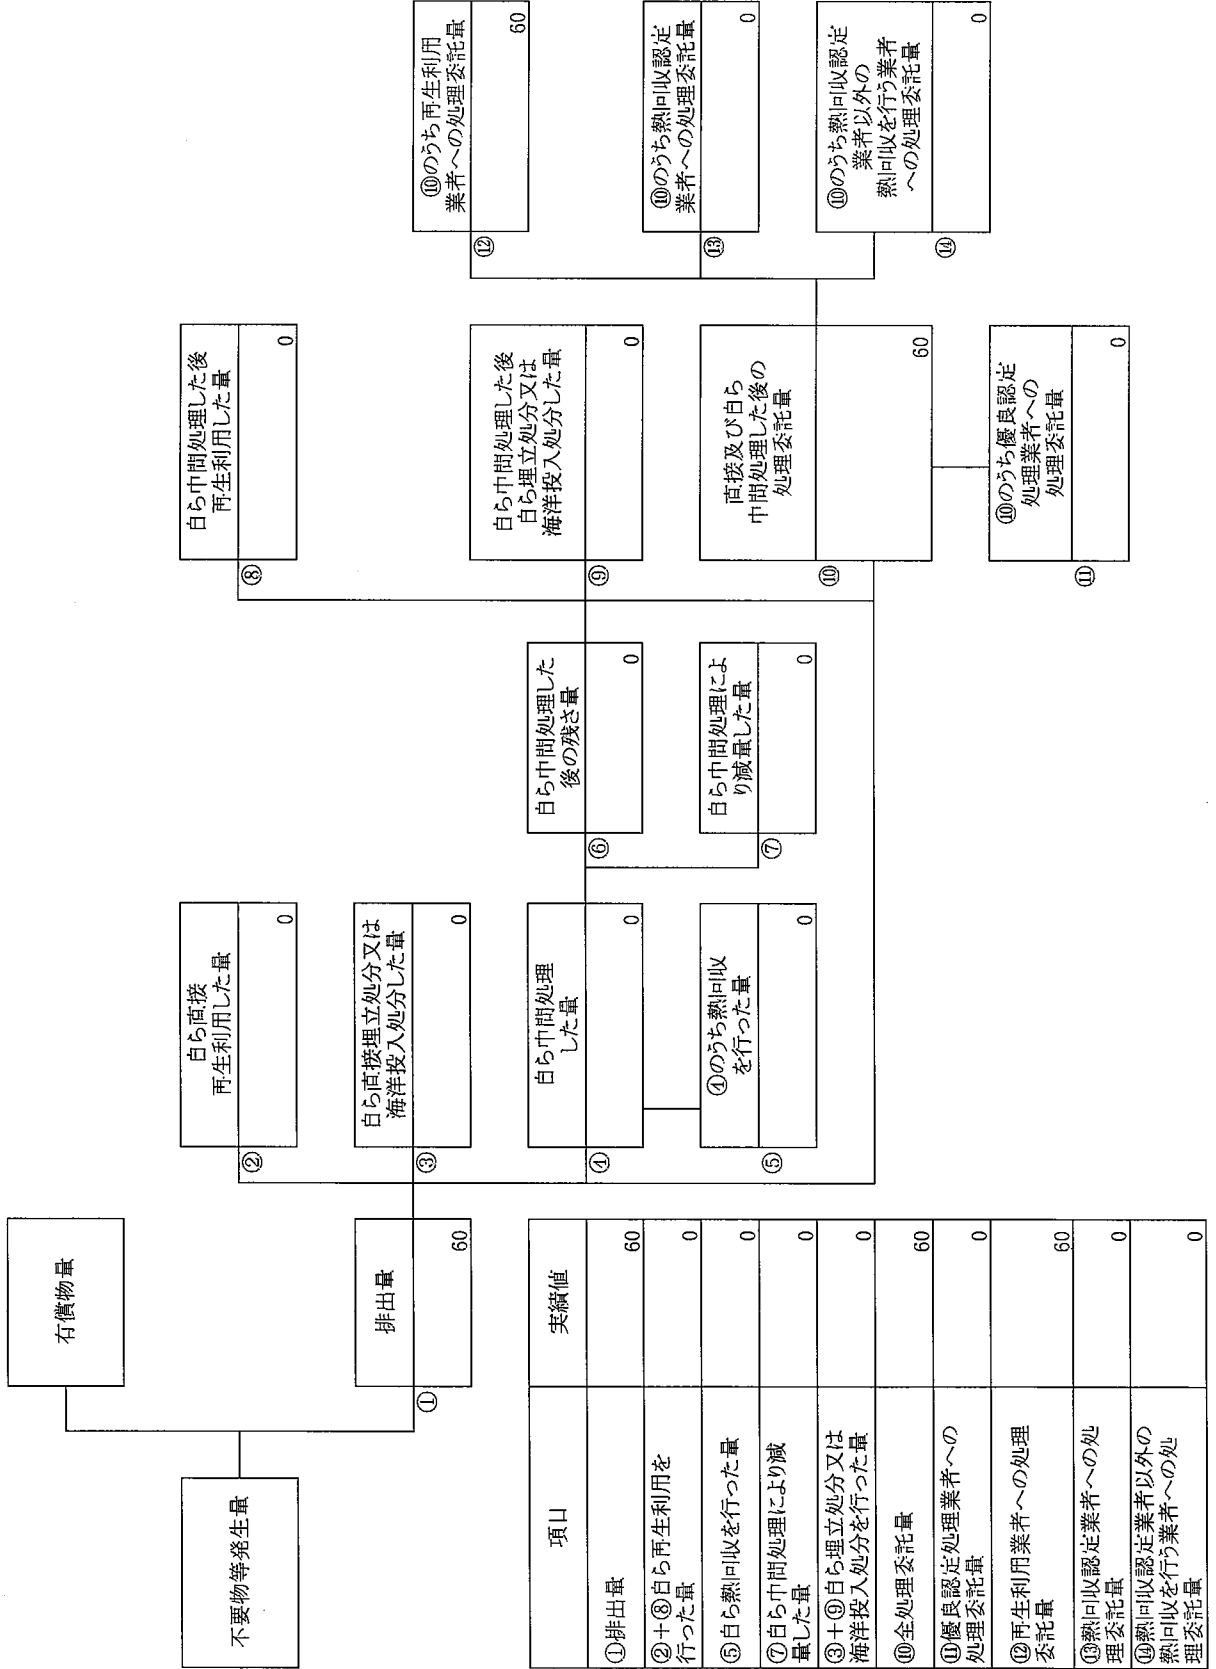 不要物等発生量
有償物量
①
排出量
60
②
自ら直接
再生利用した量
0
③
自ら直接埋立処分又は
海洋投入処分した量
0
④
自ら中間処理
した量
0
⑤
④のうち熱回収
を行った量
0
⑥
自ら中間処理した
後の残さ量
0
⑦
自ら中間処理によ
り減量した量
0
⑧
自ら中間処理した後
再生利用した量
0
⑨
自ら中間処理した後
自ら埋立処分又は
海洋投入処分した量
0
⑩
直接及び自ら
中間処理した後の
処理委託量
60
⑪
⑩のうち優良認定
処理業者への
処理委託量
0
⑫
⑩のうち再生利用
業者への処理委託量
60
⑬
⑩のうち熱回収認定
業者への処理委託量
0
⑭
⑩のうち熱回収認定
業者以外の
熱回収を行う業者
への処理委託量
0
項目 実績値
①排出量 60
②+⑧自ら再生利用を
行った量 0
⑤自ら熱回収を行った量 0
⑦自ら中間処理により減
量した量 0
③+⑨自ら埋立処分又は
海洋投入処分を行った量 0
⑩全処理委託量 60
⑪優良認定処理業者への
処理委託量 0
⑫再生利用業者への処理
委託量 60
⑬熱回収認定業者への処
理委託量 0
⑭熱回収認定業者以外の
熱回収を行う業者への処
理委託量 0